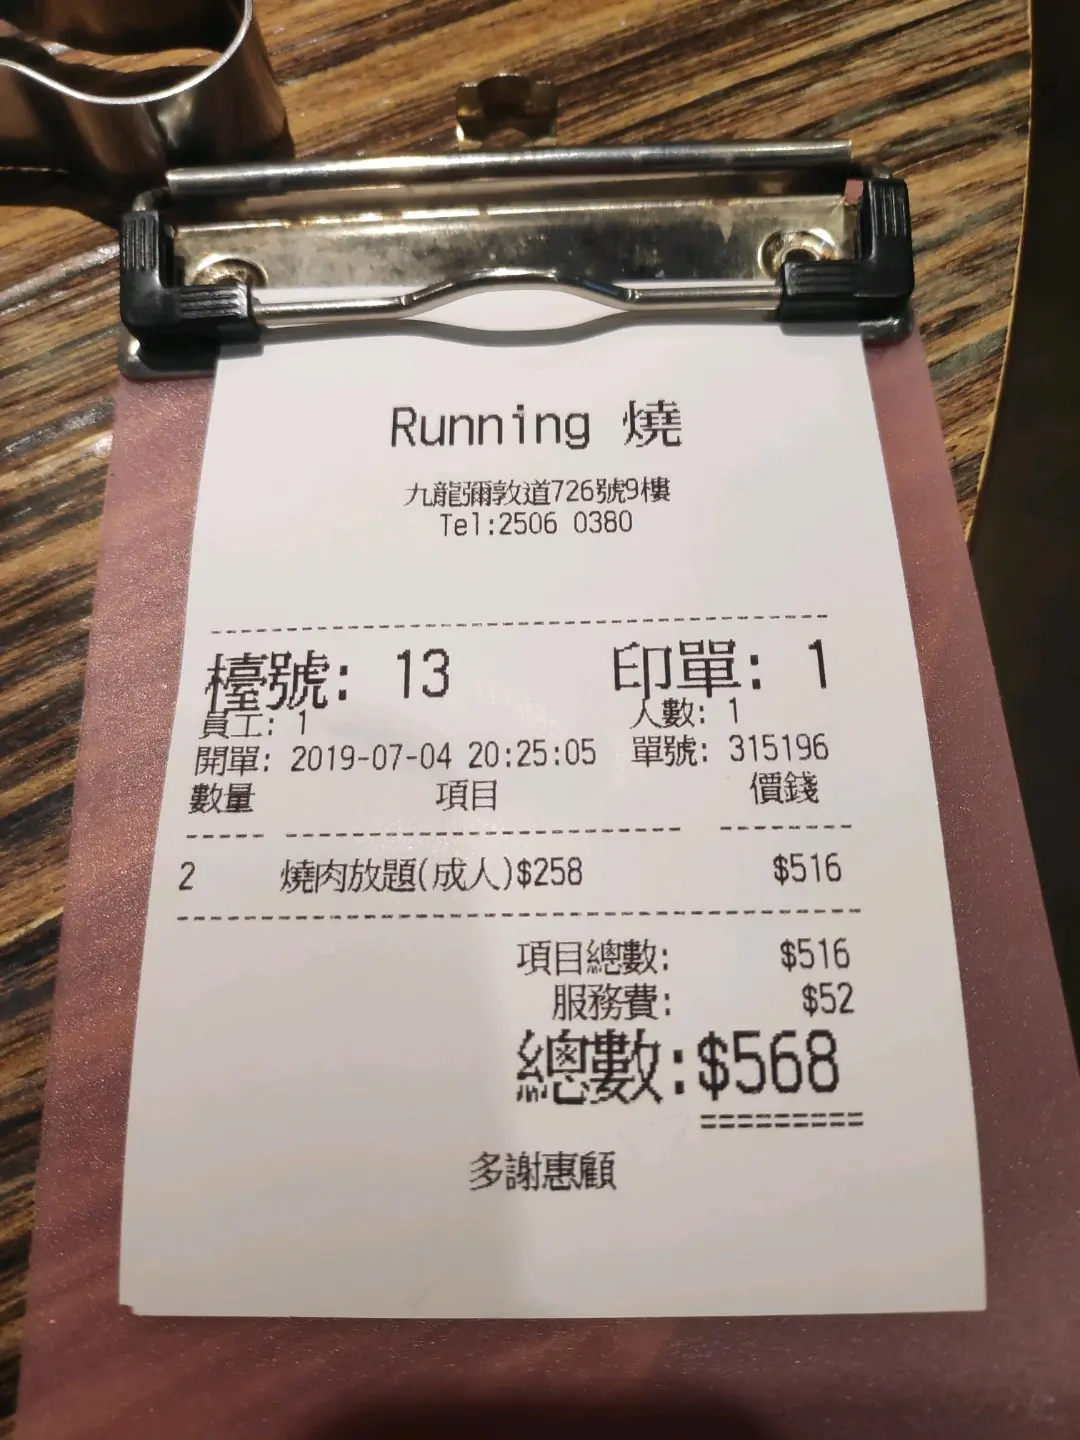 Running 燒
九龍彌敦道726號9樓
Tel:2506 0380
檯號: 13 印單: 1
員工: 1 人數: 1
開單: 2019-07-04 20:25:05 單號: 315196
數量 項目 價錢
2 燒肉放題(成人)$258 $516
項目總數: $516
服務費: $52
總數:$568
多謝惠顧